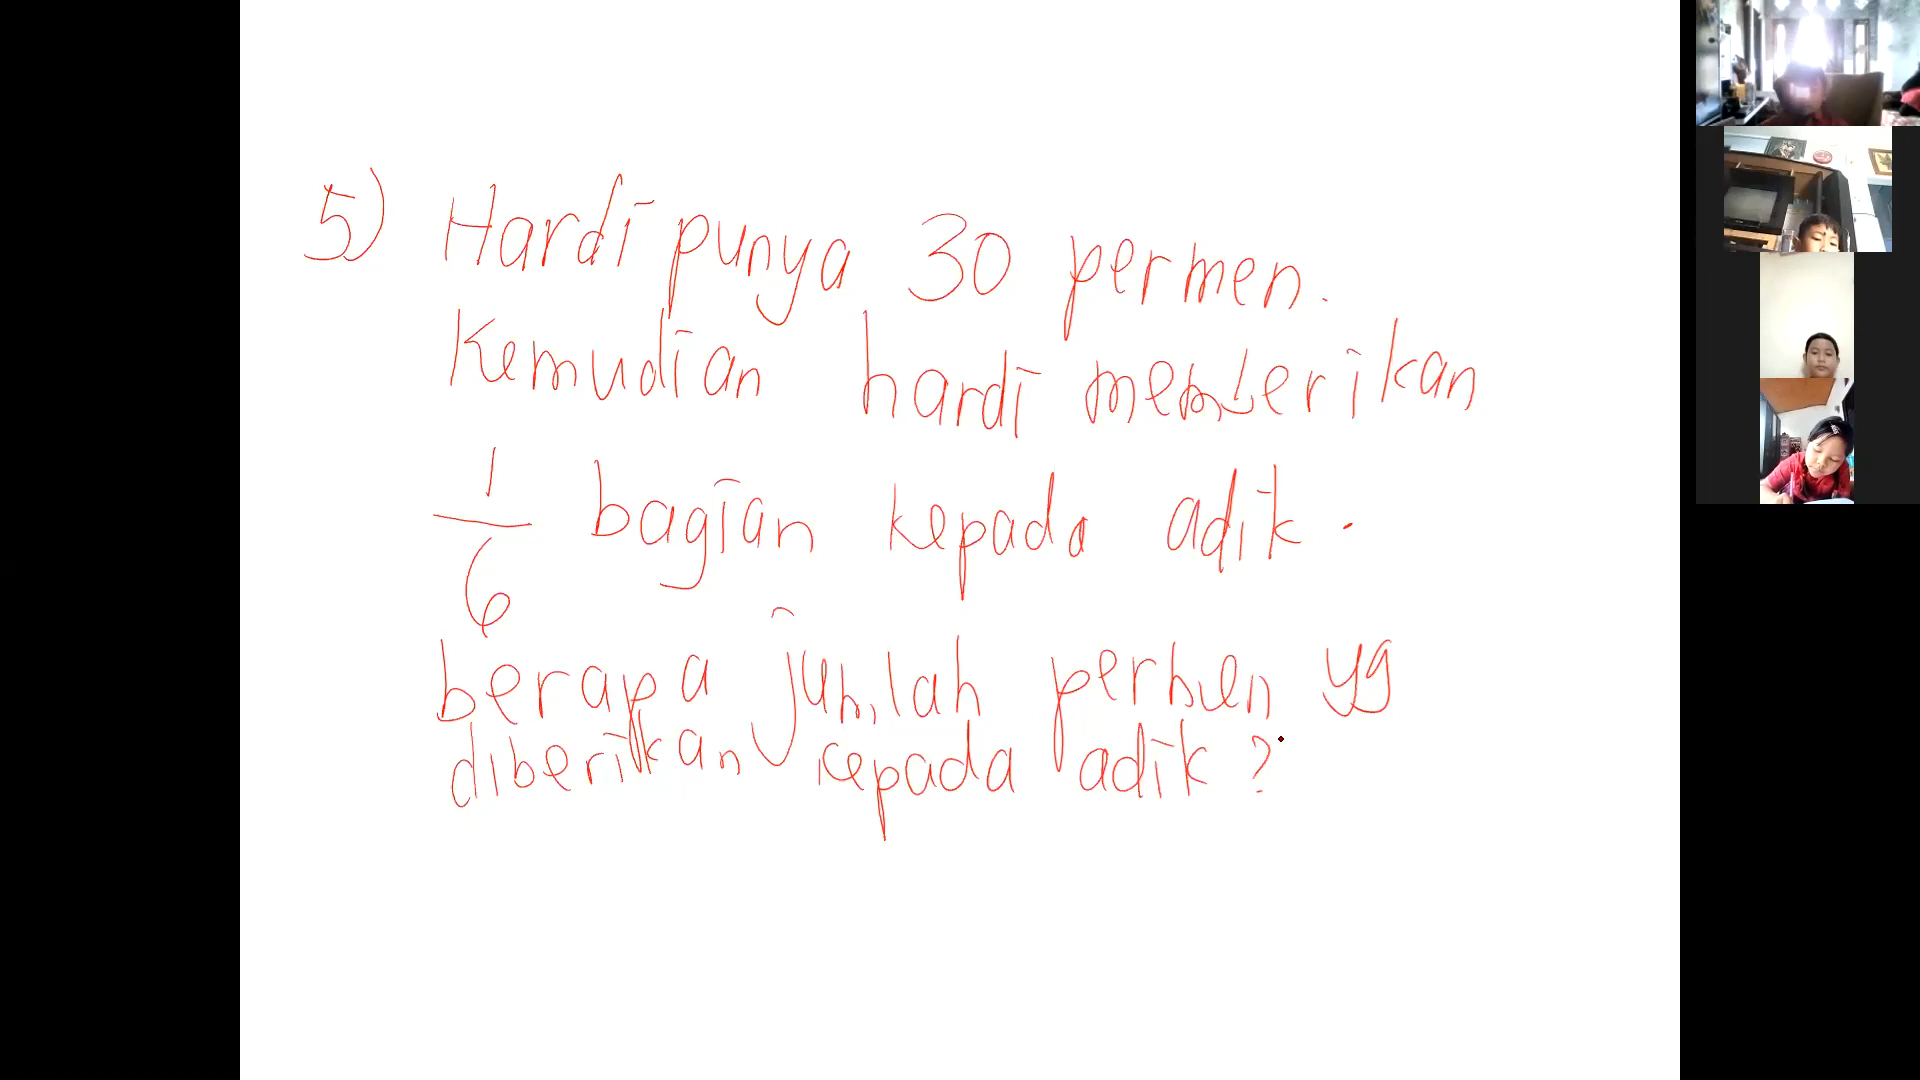 5) Hardi punya 30 permen.
Kemudian hardi memberikan
1/6 bagian kepada adik.
berapa jumlah permen yg
diberikan kepada adik?